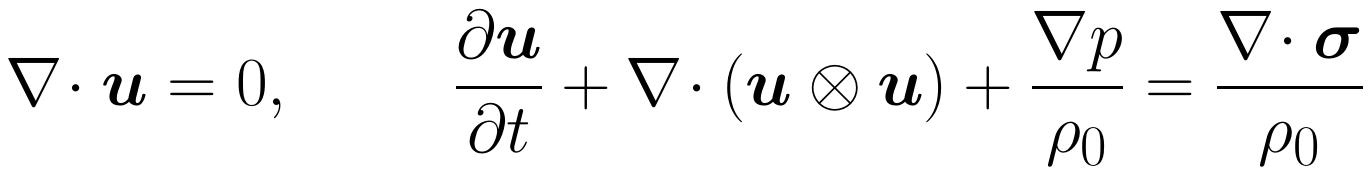 ∇· 𝒖 = 0, ∂𝒖/∂t + ∇· (𝒖 ⊗ 𝒖) + ∇p/ρ₀ = ∇· 𝝈/ρ₀